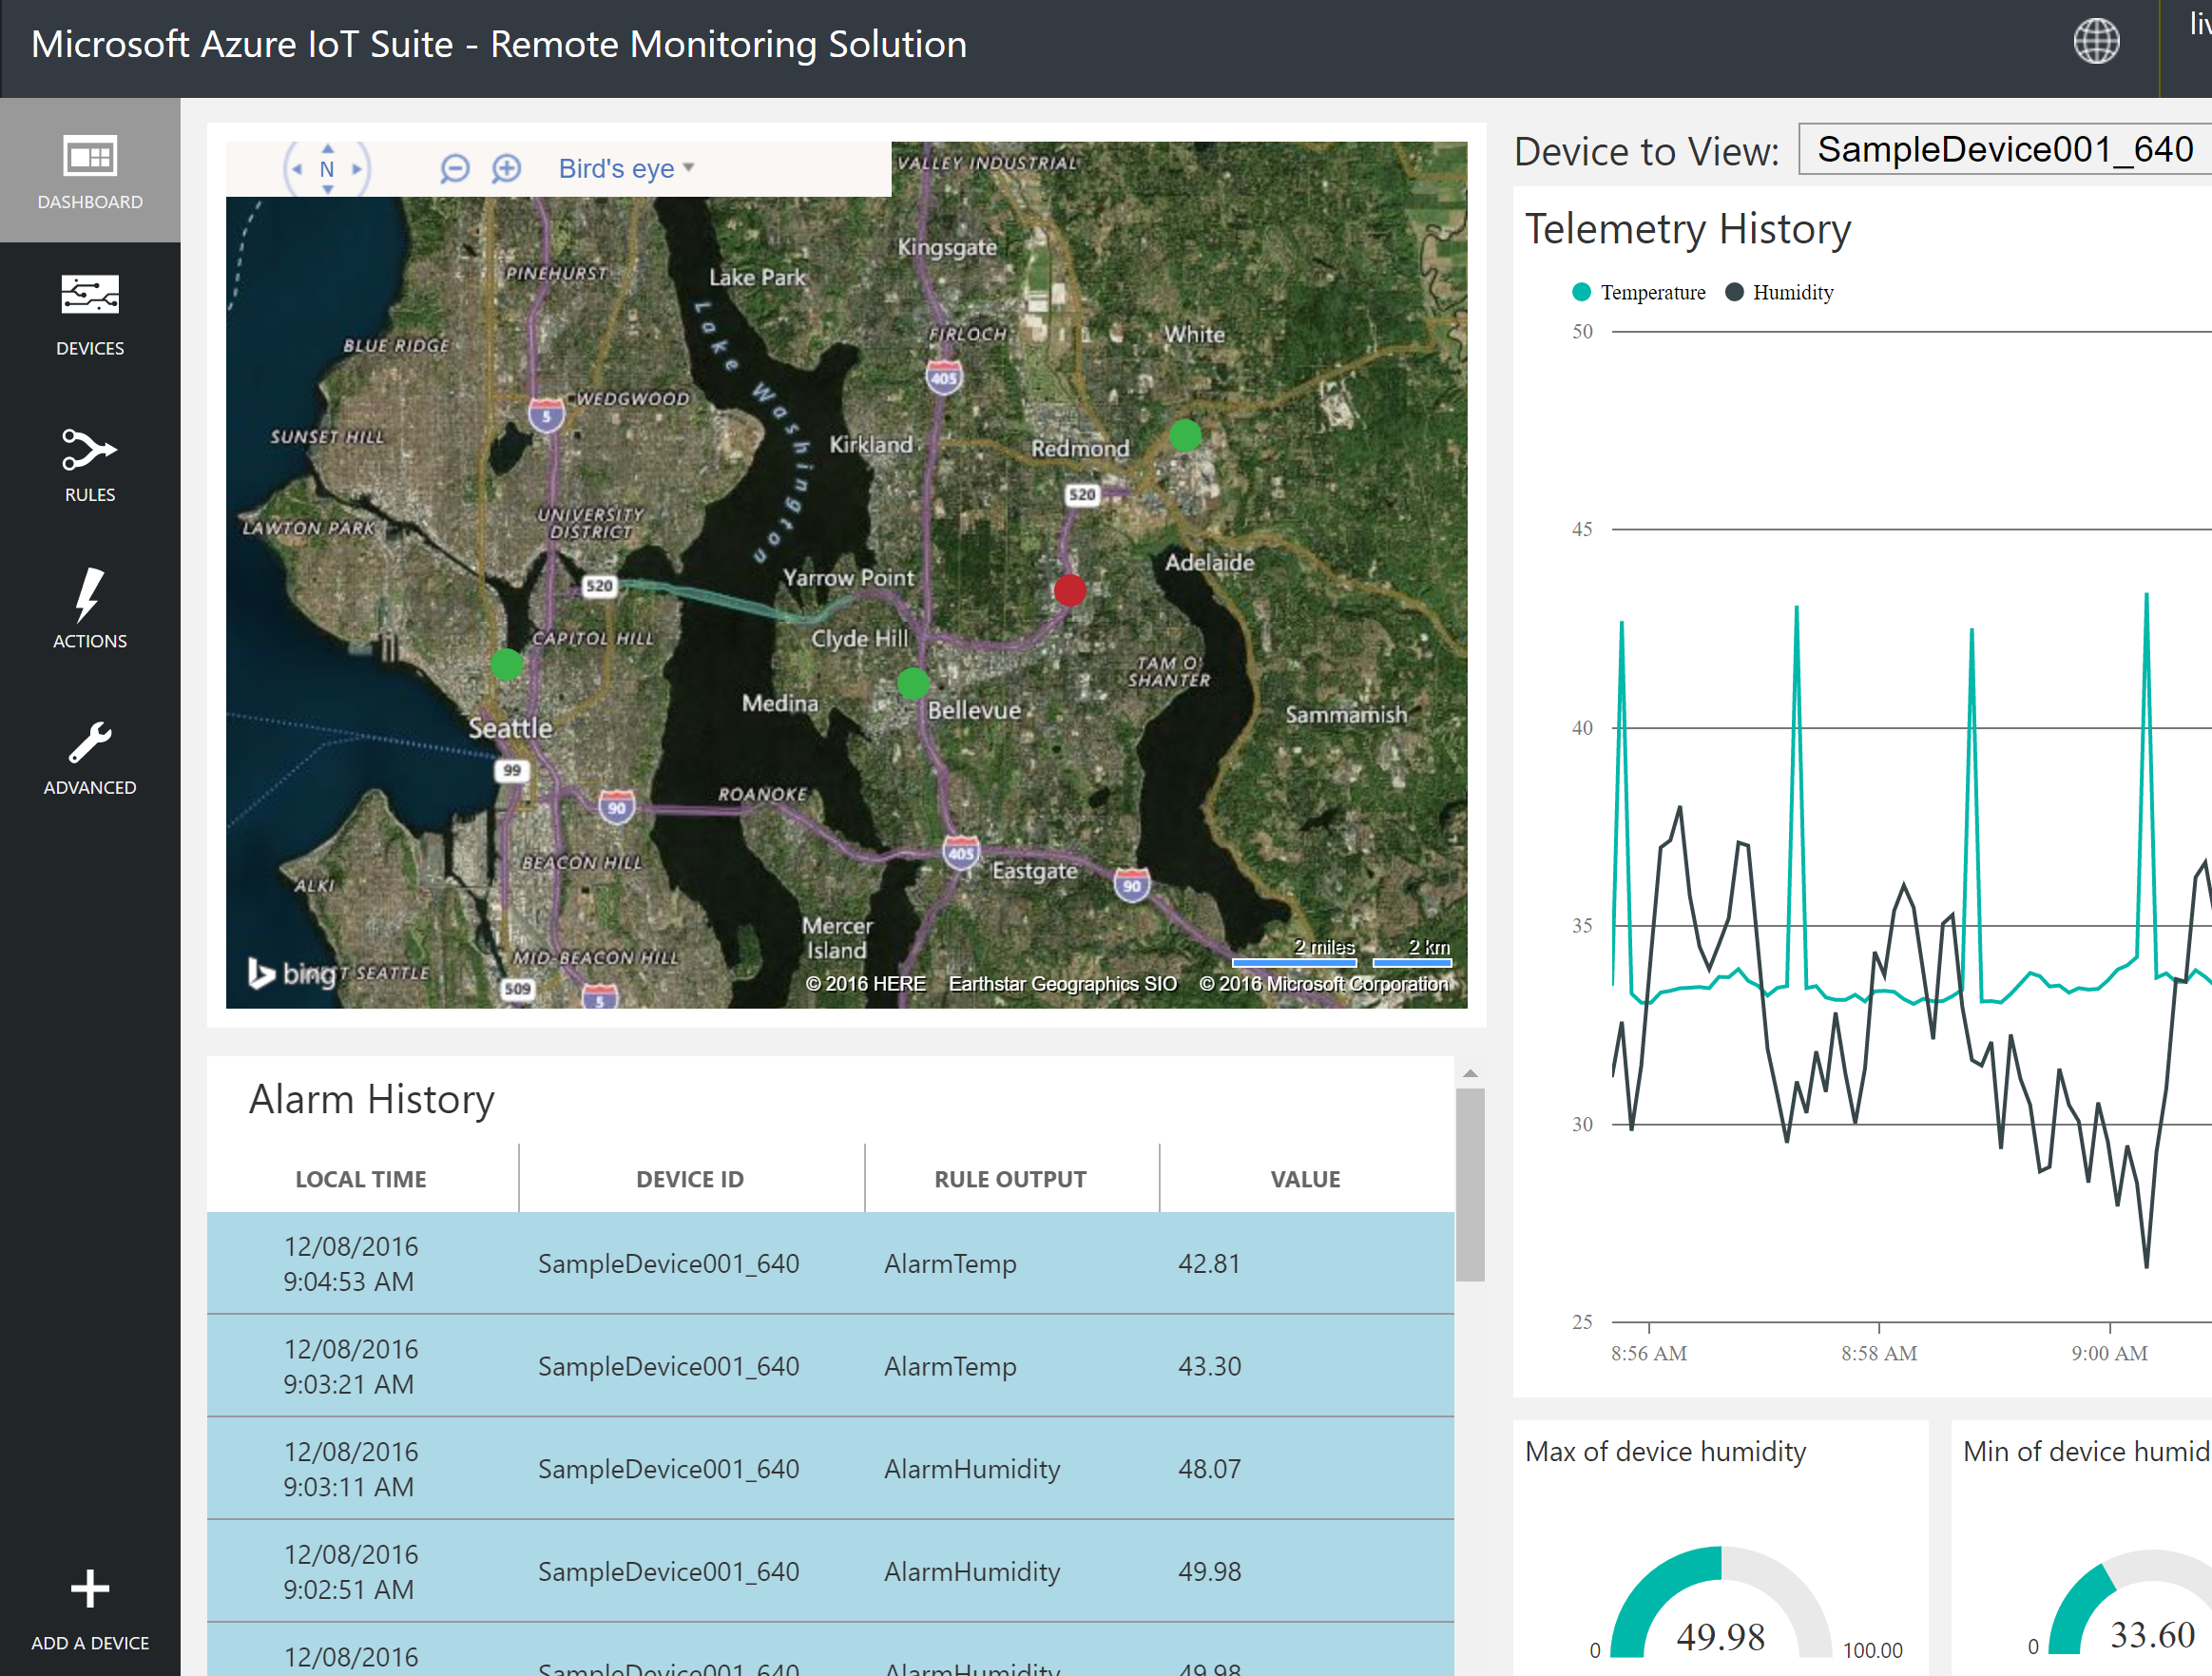 Microsoft Azure IoT Suite - Remote Monitoring Solution
DASHBOARD
DEVICES
RULES
ACTIONS
ADVANCED
ADD A DEVICE
N
Bird's eye
VALLEY INDUSTRIAL
Kingsgate
PINEHURST
Lake Park
Lake Washington
FIRLOCH
White
BLUE RIDGE
405
WEDGWOOD
5
SUNSET HILL
Kirkland
Redmond
520
UNIVERSITY
DISTRICT
LAWTON PARK
Adelaide
Yarrow Point
520
CAPITOL HILL
Clyde Hill
TAM O'
SHANTER
Medina
Bellevue
Sammamish
Seattle
99
ROANOKE
90
405
BEACON HILL
Eastgate
90
ALKI
Mercer
Island
MID-BEACON HILL
2 miles
2 km
bing
SEATTLE
509
5
© 2016 HERE
Earthstar Geographics SIO
© 2016 Microsoft Corporation
Alarm History
LOCAL TIME DEVICE ID RULE OUTPUT VALUE
12/08/2016
9:04:53 AM
SampleDevice001_640 AlarmTemp 42.81
12/08/2016
9:03:21 AM
SampleDevice001_640 AlarmTemp 43.30
12/08/2016
9:03:11 AM
SampleDevice001_640 AlarmHumidity 48.07
12/08/2016
9:02:51 AM
SampleDevice001_640 AlarmHumidity 49.98
12/08/2016
SampleDevice001_640 AlarmHumidity 49.98
Device to View: SampleDevice001_640
Telemetry History
Temperature Humidity
50
45
40
35
30
25
8:56 AM 8:58 AM 9:00 AM
Max of device humidity
0 49.98 100.00
Min of device humid
0 33.60